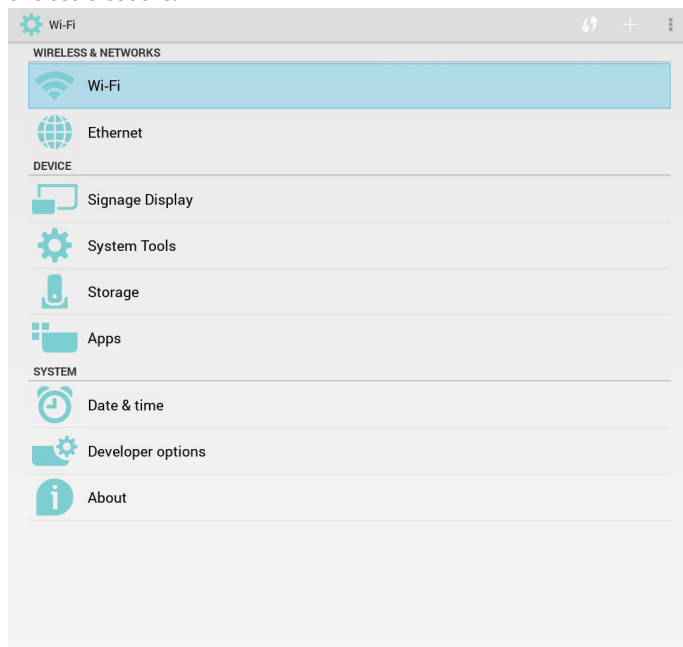 Wi-Fi
WIRELESS & NETWORKS
Wi-Fi
Ethernet
DEVICE
Signage Display
System Tools
Storage
Apps
SYSTEM
Date & time
Developer options
About